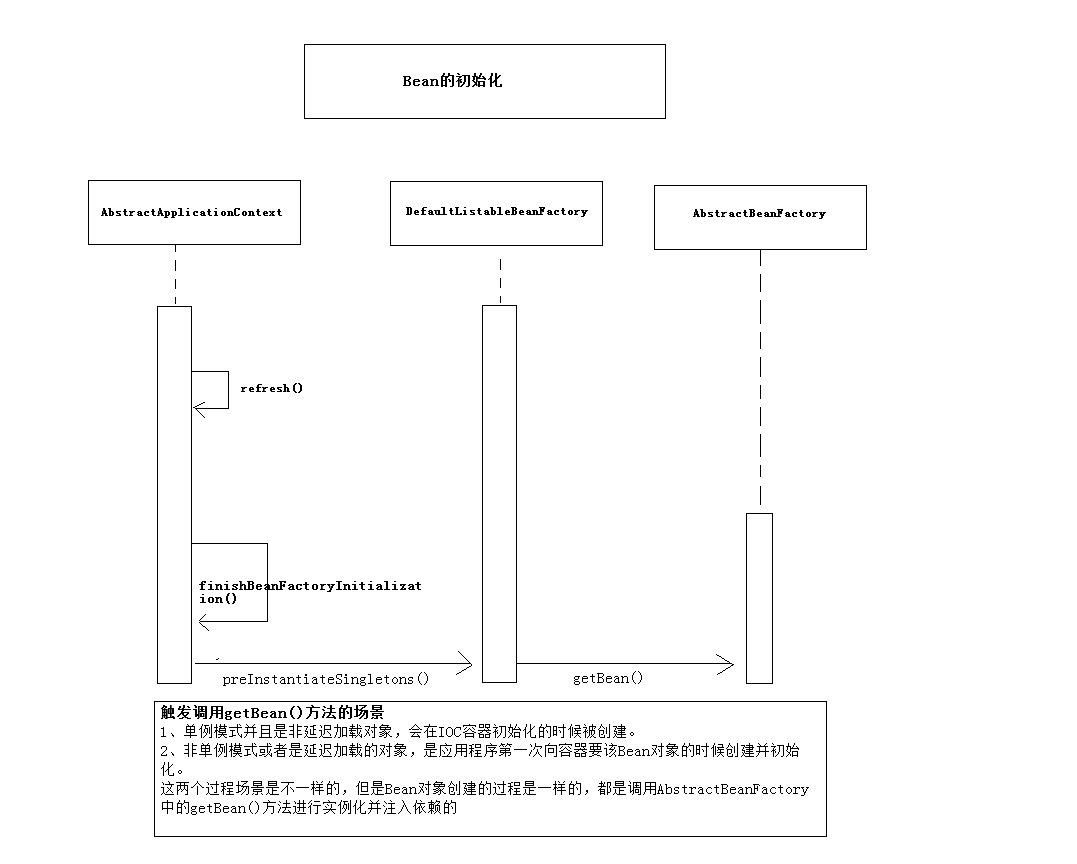 Bean的初始化
AbstractApplicationContext
DefaultListableBeanFactory
AbstractBeanFactory
refresh()
finishBeanFactoryInitializat
ion()
preInstantiateSingletons()
getBean()
触发调用getBean()方法的场景
1、单例模式并且是非延迟加载对象，会在IOC容器初始化的时候被创建。
2、非单例模式或者是延迟加载的对象，是应用程序第一次向容器要该Bean对象的时候创建并初始
化。
这两个过程场景是不一样的，但是Bean对象创建的过程是一样的，都是调用AbstractBeanFactory
中的getBean()方法进行实例化并注入依赖的